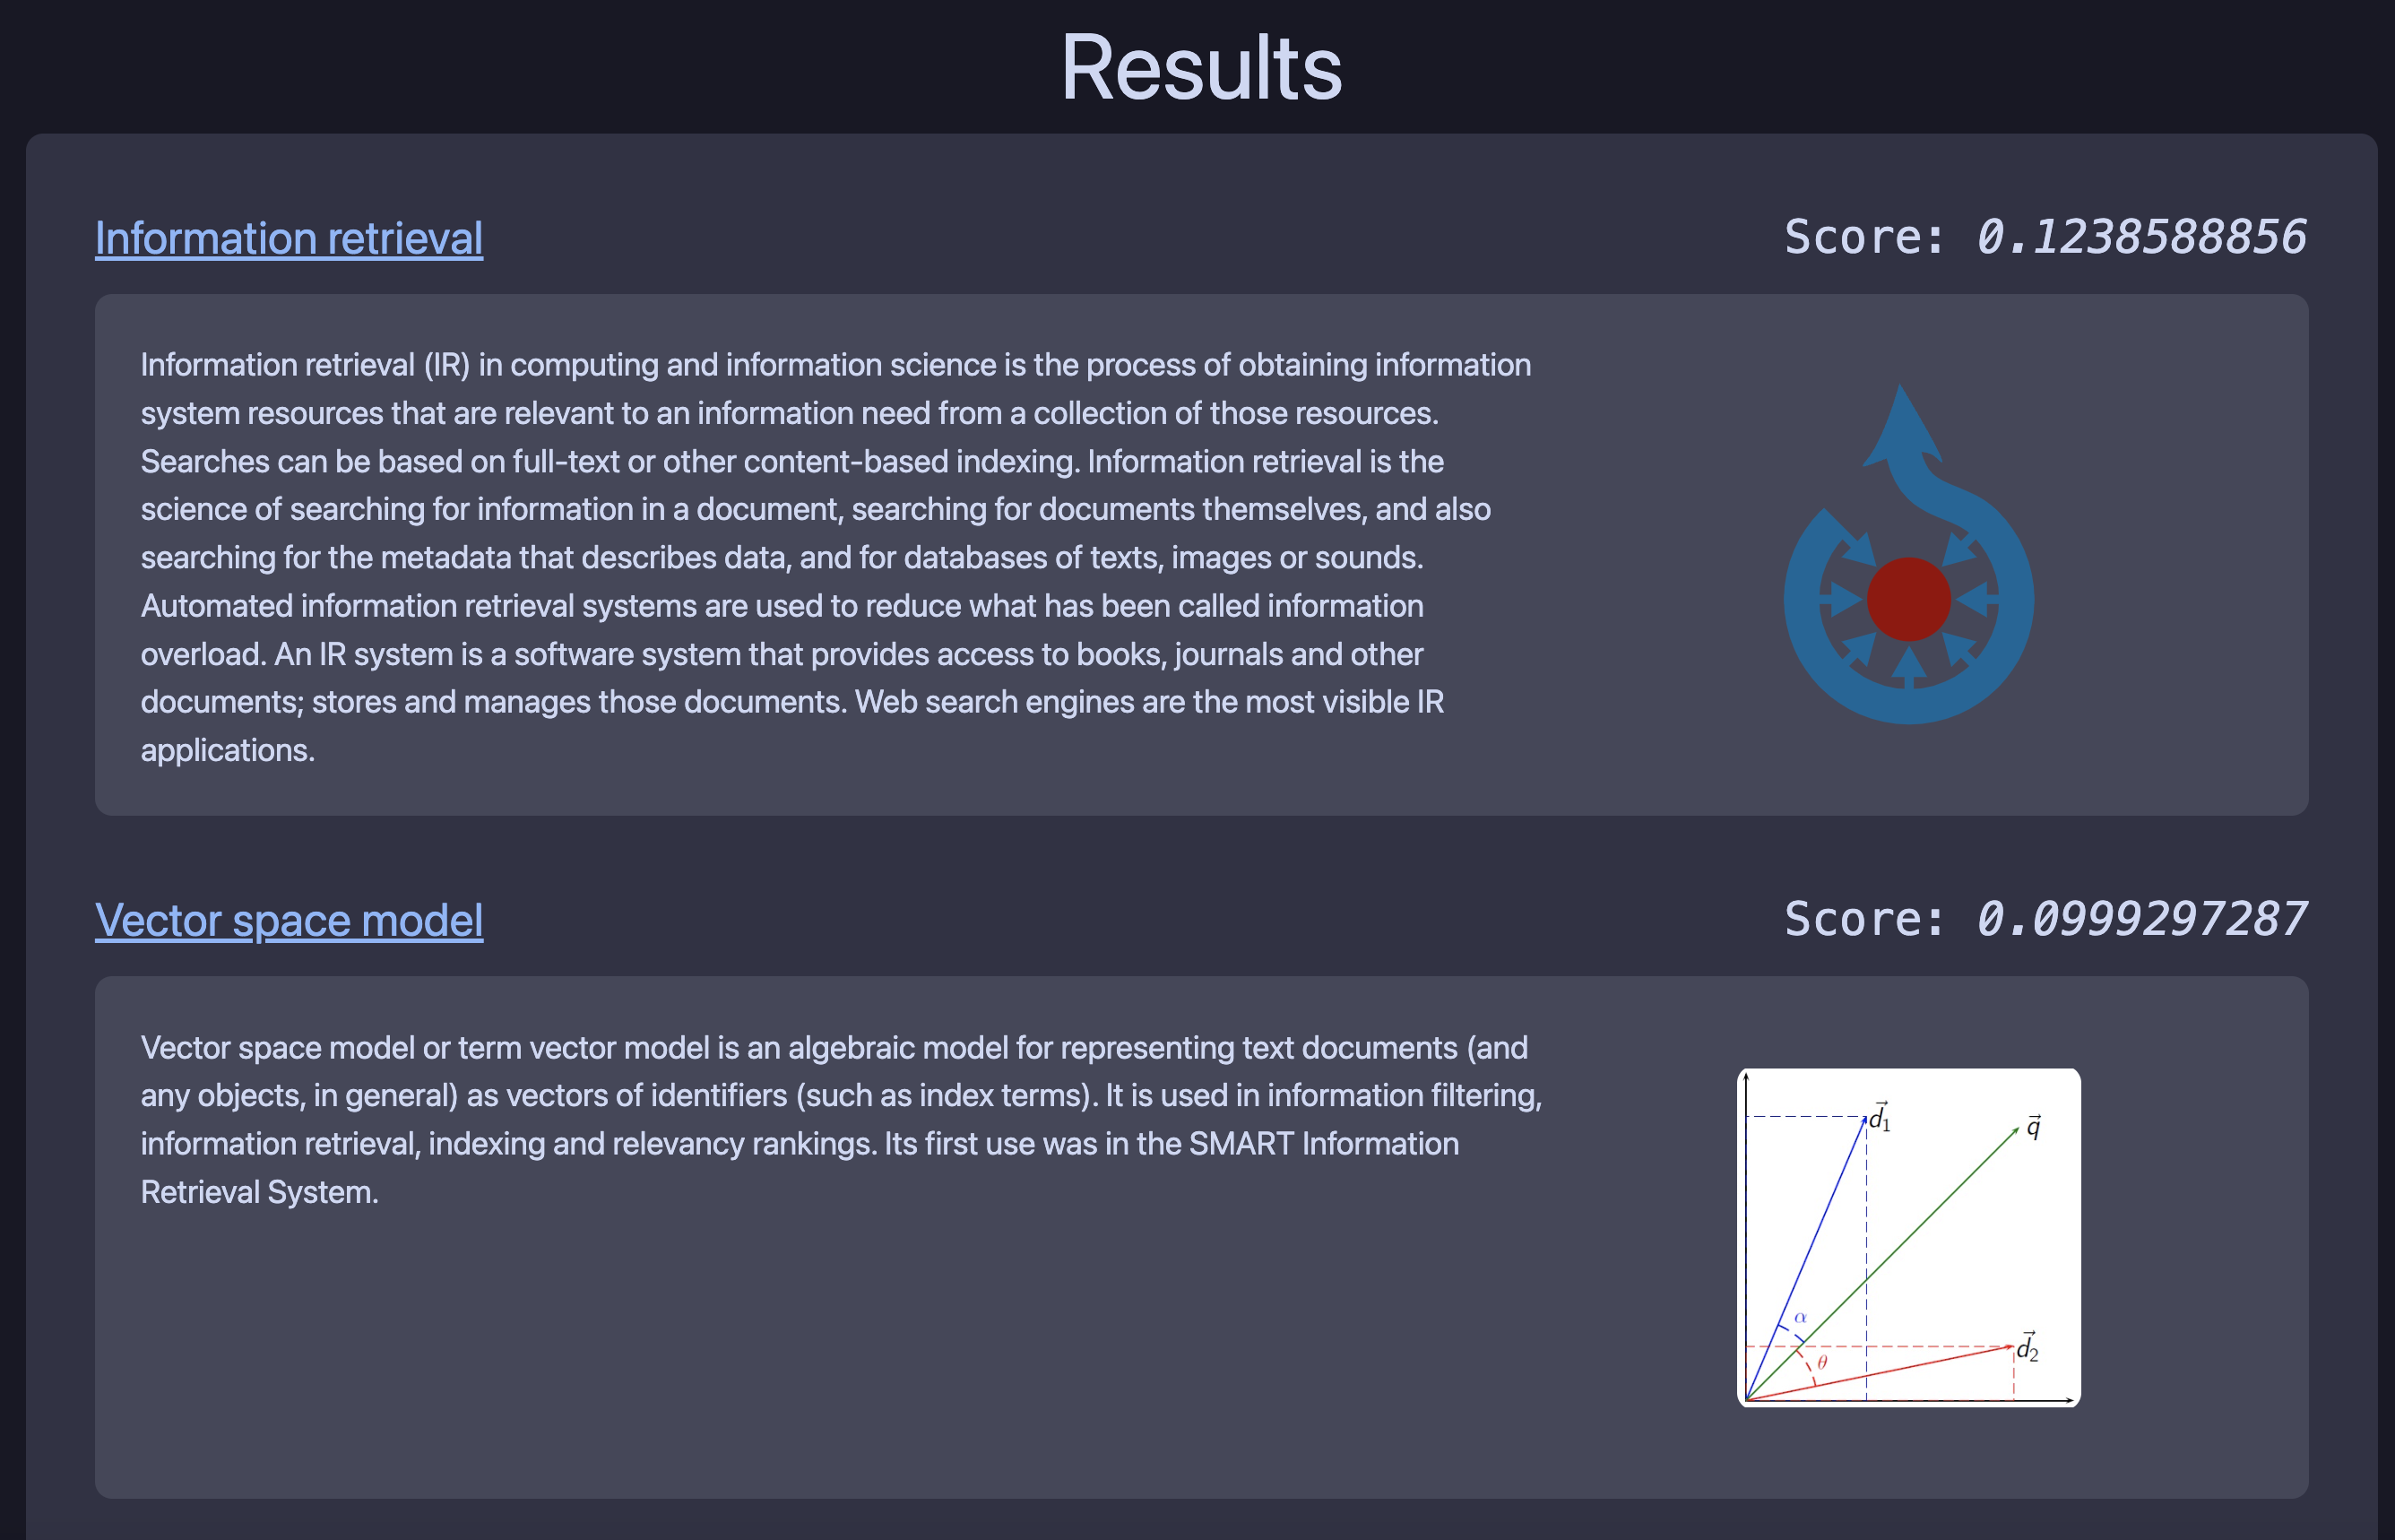 Results
Information retrieval
Score: 0.1238588856
Information retrieval (IR) in computing and information science is the process of obtaining information
system resources that are relevant to an information need from a collection of those resources.
Searches can be based on full-text or other content-based indexing. Information retrieval is the
science of searching for information in a document, searching for documents themselves, and also
searching for the metadata that describes data, and for databases of texts, images or sounds.
Automated information retrieval systems are used to reduce what has been called information
overload. An IR system is a software system that provides access to books, journals and other
documents; stores and manages those documents. Web search engines are the most visible IR
applications.
Vector space model
Score: 0.0999297287
Vector space model or term vector model is an algebraic model for representing text documents (and
any objects, in general) as vectors of identifiers (such as index terms). It is used in information filtering,
information retrieval, indexing and relevancy rankings. Its first use was in the SMART Information
Retrieval System.
d⃗₁
q⃗
α
θ
d⃗₂